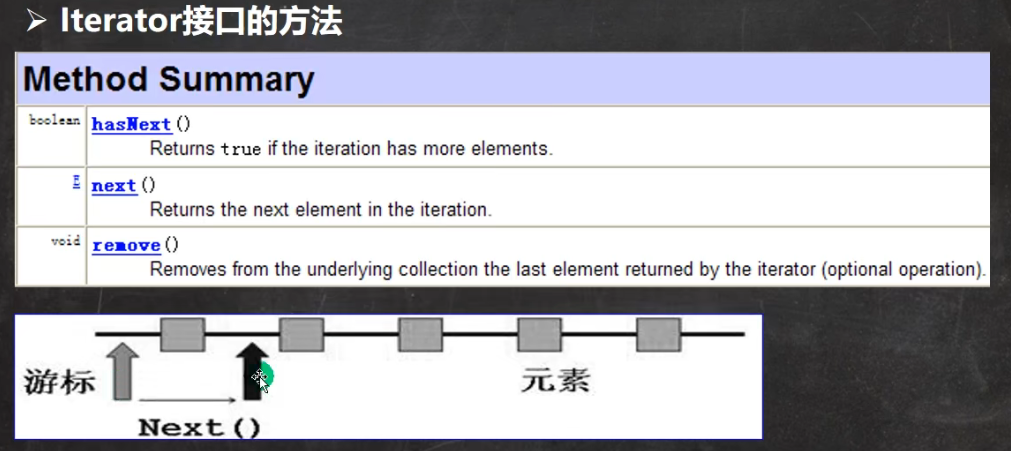 ➢ Iterator接口的方法
Method Summary
boolean hasNext()
Returns true if the iteration has more elements.
E next()
Returns the next element in the iteration.
void remove()
Removes from the underlying collection the last element returned by the iterator (optional operation).
游标 元素
Next()